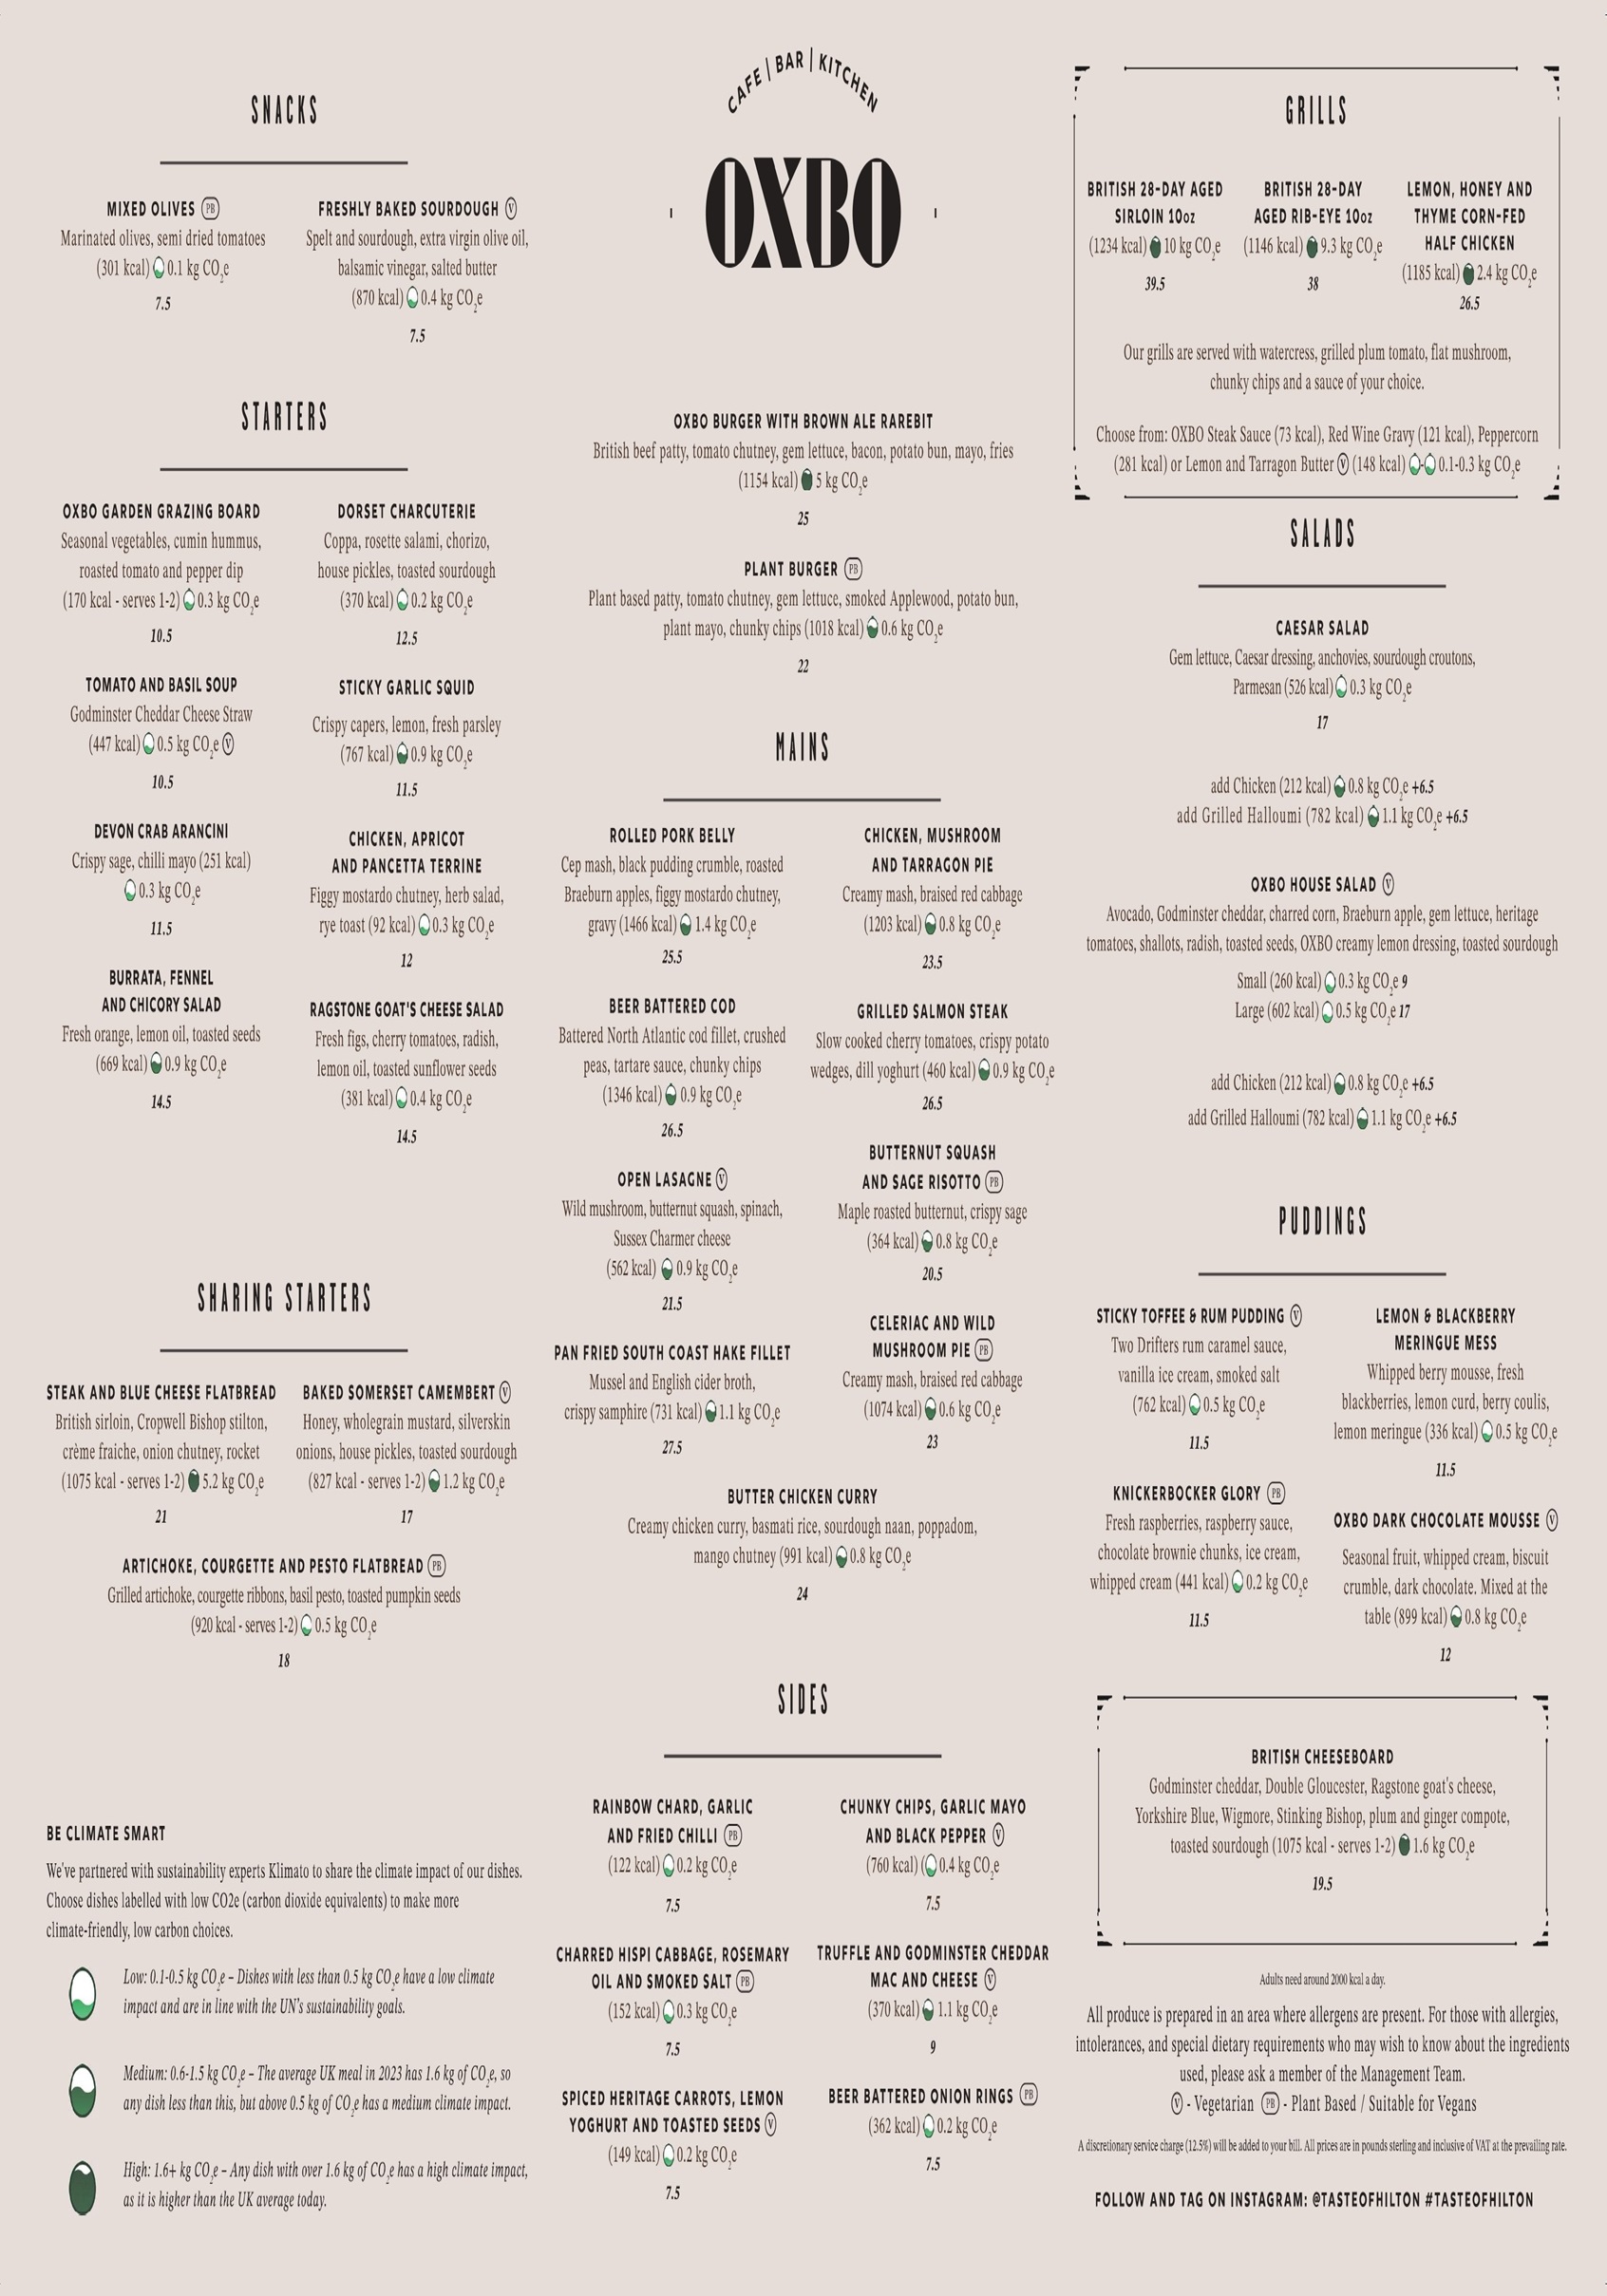 SNACKS
MIXED OLIVES PB
Marinated olives, semi dried tomatoes
(301 kcal) 0.1 kg CO2e
7.5
FRESHLY BAKED SOURDOUGH V
Spelt and sourdough, extra virgin olive oil,
balsamic vinegar, salted butter
(870 kcal) 0.4 kg CO2e
7.5
STARTERS
OXBO GARDEN GRAZING BOARD
Seasonal vegetables, cumin hummus,
roasted tomato and pepper dip
(170 kcal - serves 1-2) 0.3 kg CO2e
10.5
TOMATO AND BASIL SOUP
Godminster Cheddar Cheese Straw
(447 kcal) 0.5 kg CO2e V
10.5
DEVON CRAB ARANCINI
Crispy sage, chilli mayo (251 kcal)
0.3 kg CO2e
11.5
BURRATA, FENNEL
AND CHICORY SALAD
Fresh orange, lemon oil, toasted seeds
(669 kcal) 0.9 kg CO2e
14.5
DORSET CHARCUTERIE
Coppa, rosette salami, chorizo,
house pickles, toasted sourdough
(370 kcal) 0.2 kg CO2e
12.5
STICKY GARLIC SQUID
Crispy capers, lemon, fresh parsley
(767 kcal) 0.9 kg CO2e
11.5
CHICKEN, APRICOT
AND PANCETTA TERRINE
Figgy mostardo chutney, herb salad,
rye toast (92 kcal) 0.3 kg CO2e
12
RAGSTONE GOAT'S CHEESE SALAD
Fresh figs, cherry tomatoes, radish,
lemon oil, toasted sunflower seeds
(381 kcal) 0.4 kg CO2e
14.5
SHARING STARTERS
STEAK AND BLUE CHEESE FLATBREAD
British sirloin, Cropwell Bishop stilton,
crème fraiche, onion chutney, rocket
(1075 kcal - serves 1-2) 5.2 kg CO2e
21
BAKED SOMERSET CAMEMBERT V
Honey, wholegrain mustard, silverskin
onions, house pickles, toasted sourdough
(827 kcal - serves 1-2) 1.2 kg CO2e
17
ARTICHOKE, COURGETTE AND PESTO FLATBREAD PB
Grilled artichoke, courgette ribbons, basil pesto, toasted pumpkin seeds
(920 kcal - serves 1-2) 0.5 kg CO2e
18
BE CLIMATE SMART
We've partnered with sustainability experts Klimato to share the climate impact of our dishes.
Choose dishes labelled with low CO2e (carbon dioxide equivalents) to make more
climate-friendly, low carbon choices.
Low: 0.1-0.5 kg CO2e – Dishes with less than 0.5 kg CO2e have a low climate
impact and are in line with the UN's sustainability goals.
Medium: 0.6-1.5 kg CO2e – The average UK meal in 2023 has 1.6 kg of CO2e, so
any dish less than this, but above 0.5 kg of CO2e has a medium climate impact.
High: 1.6+ kg CO2e – Any dish with over 1.6 kg of CO2e has a high climate impact,
as it is higher than the UK average today.
CAFE | BAR | KITCHEN
OXBO
OXBO BURGER WITH BROWN ALE RAREBIT
British beef patty, tomato chutney, gem lettuce, bacon, potato bun, mayo, fries
(1154 kcal) 5 kg CO2e
25
PLANT BURGER PB
Plant based patty, tomato chutney, gem lettuce, smoked Applewood, potato bun,
plant mayo, chunky chips (1018 kcal) 0.6 kg CO2e
22
MAINS
ROLLED PORK BELLY
Cep mash, black pudding crumble, roasted
Braeburn apples, figgy mostardo chutney,
gravy (1466 kcal) 1.4 kg CO2e
25.5
BEER BATTERED COD
Battered North Atlantic cod fillet, crushed
peas, tartare sauce, chunky chips
(1346 kcal) 0.9 kg CO2e
26.5
OPEN LASAGNE V
Wild mushroom, butternut squash, spinach,
Sussex Charmer cheese
(562 kcal) 0.9 kg CO2e
21.5
PAN FRIED SOUTH COAST HAKE FILLET
Mussel and English cider broth,
crispy samphire (731 kcal) 1.1 kg CO2e
27.5
CHICKEN, MUSHROOM
AND TARRAGON PIE
Creamy mash, braised red cabbage
(1203 kcal) 0.8 kg CO2e
23.5
GRILLED SALMON STEAK
Slow cooked cherry tomatoes, crispy potato
wedges, dill yoghurt (460 kcal) 0.9 kg CO2e
26.5
BUTTERNUT SQUASH
AND SAGE RISOTTO PB
Maple roasted butternut, crispy sage
(364 kcal) 0.8 kg CO2e
20.5
CELERIAC AND WILD
MUSHROOM PIE PB
Creamy mash, braised red cabbage
(1074 kcal) 0.6 kg CO2e
23
BUTTER CHICKEN CURRY
Creamy chicken curry, basmati rice, sourdough naan, poppadom,
mango chutney (991 kcal) 0.8 kg CO2e
24
SIDES
RAINBOW CHARD, GARLIC
AND FRIED CHILLI PB
(122 kcal) 0.2 kg CO2e
7.5
CHARRED HISPI CABBAGE, ROSEMARY
OIL AND SMOKED SALT PB
(152 kcal) 0.3 kg CO2e
7.5
SPICED HERITAGE CARROTS, LEMON
YOGHURT AND TOASTED SEEDS V
(149 kcal) 0.2 kg CO2e
7.5
CHUNKY CHIPS, GARLIC MAYO
AND BLACK PEPPER V
(760 kcal) ( 0.4 kg CO2e
7.5
TRUFFLE AND GODMINSTER CHEDDAR
MAC AND CHEESE V
(370 kcal) 1.1 kg CO2e
9
BEER BATTERED ONION RINGS PB
(362 kcal) 0.2 kg CO2e
7.5
GRILLS
BRITISH 28-DAY AGED
SIRLOIN 10oz
(1234 kcal) 10 kg CO2e
39.5
BRITISH 28-DAY
AGED RIB-EYE 10oz
(1146 kcal) 9.3 kg CO2e
38
LEMON, HONEY AND
THYME CORN-FED
HALF CHICKEN
(1185 kcal) 2.4 kg CO2e
26.5
Our grills are served with watercress, grilled plum tomato, flat mushroom,
chunky chips and a sauce of your choice.
Choose from: OXBO Steak Sauce (73 kcal), Red Wine Gravy (121 kcal), Peppercorn
(281 kcal) or Lemon and Tarragon Butter V (148 kcal) - 0.1-0.3 kg CO2e
SALADS
CAESAR SALAD
Gem lettuce, Caesar dressing, anchovies, sourdough croutons,
Parmesan (526 kcal) 0.3 kg CO2e
17
add Chicken (212 kcal) 0.8 kg CO2e +6.5
add Grilled Halloumi (782 kcal) 1.1 kg CO2e +6.5
OXBO HOUSE SALAD V
Avocado, Godminster cheddar, charred corn, Braeburn apple, gem lettuce, heritage
tomatoes, shallots, radish, toasted seeds, OXBO creamy lemon dressing, toasted sourdough
Small (260 kcal) 0.3 kg CO2e 9
Large (602 kcal) 0.5 kg CO2e 17
add Chicken (212 kcal) 0.8 kg CO2e +6.5
add Grilled Halloumi (782 kcal) 1.1 kg CO2e +6.5
PUDDINGS
STICKY TOFFEE & RUM PUDDING V
Two Drifters rum caramel sauce,
vanilla ice cream, smoked salt
(762 kcal) 0.5 kg CO2e
11.5
KNICKERBOCKER GLORY PB
Fresh raspberries, raspberry sauce,
chocolate brownie chunks, ice cream,
whipped cream (441 kcal) 0.2 kg CO2e
11.5
LEMON & BLACKBERRY
MERINGUE MESS
Whipped berry mousse, fresh
blackberries, lemon curd, berry coulis,
lemon meringue (336 kcal) 0.5 kg CO2e
11.5
OXBO DARK CHOCOLATE MOUSSE V
Seasonal fruit, whipped cream, biscuit
crumble, dark chocolate. Mixed at the
table (899 kcal) 0.8 kg CO2e
12
BRITISH CHEESEBOARD
Godminster cheddar, Double Gloucester, Ragstone goat's cheese,
Yorkshire Blue, Wigmore, Stinking Bishop, plum and ginger compote,
toasted sourdough (1075 kcal - serves 1-2) 1.6 kg CO2e
19.5
Adults need around 2000 kcal a day.
All produce is prepared in an area where allergens are present. For those with allergies,
intolerances, and special dietary requirements who may wish to know about the ingredients
used, please ask a member of the Management Team.
V - Vegetarian PB - Plant Based / Suitable for Vegans
A discretionary service charge (12.5%) will be added to your bill. All prices are in pounds sterling and inclusive of VAT at the prevailing rate.
FOLLOW AND TAG ON INSTAGRAM: @TASTEOFHILTON #TASTEOFHILTON